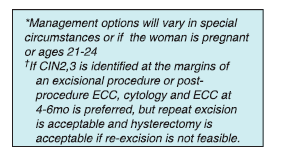 *Management options will vary in special
circumstances or if the woman is pregnant
or ages 21-24
†If CIN2,3 is identified at the margins of
an excisional procedure or post-
procedure ECC, cytology and ECC at
4-6mo is preferred, but repeat excision
is acceptable and hysterectomy is
acceptable if re-excision is not feasible.